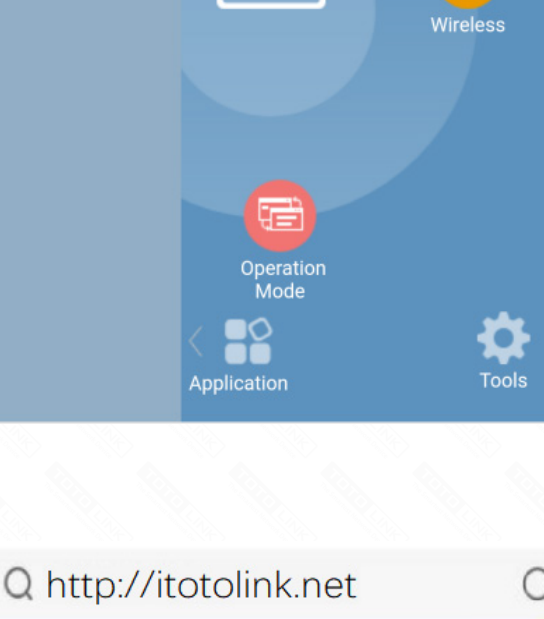 Wireless
Operation
Mode
Application
Tools
http://itotolink.net